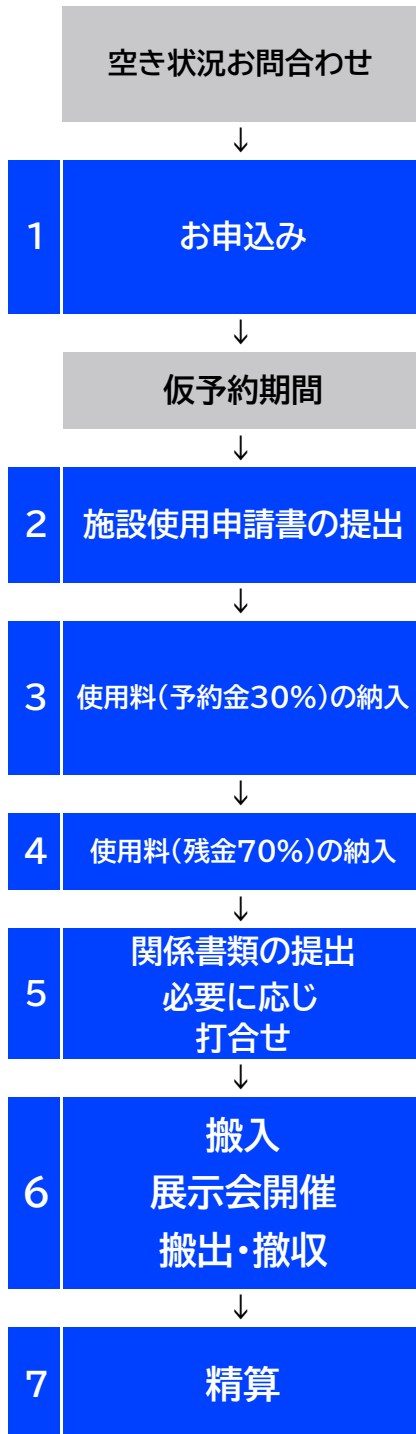 空き状況お問合わせ
↓
1 お申込み
↓
仮予約期間
↓
2 施設使用申請書の提出
↓
3 使用料(予約金30%)の納入
↓
4 使用料(残金70%)の納入
↓
5 関係書類の提出
必要に応じ
打合せ
↓
6 搬入
展示会開催
搬出・撤収
↓
7 精算